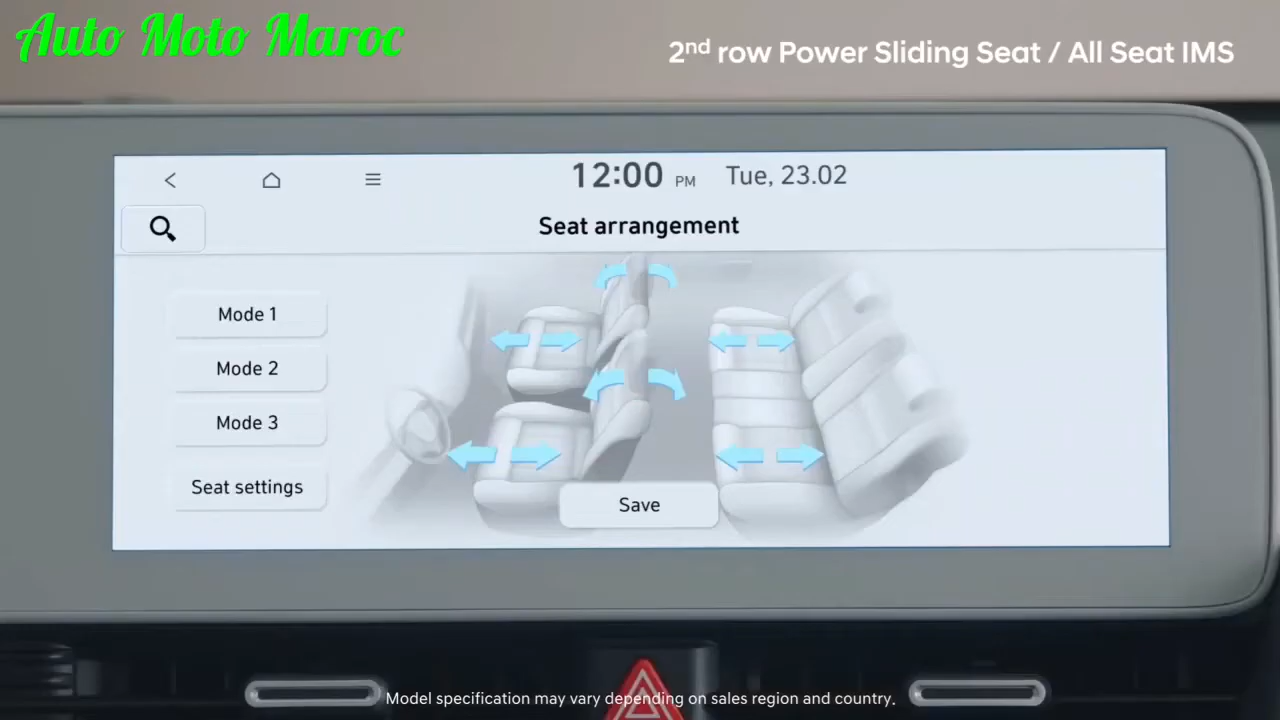 Auto Moto Maroc
2nd row Power Sliding Seat / All Seat IMS
12:00 PM Tue, 23.02
Seat arrangement
Mode 1
Mode 2
Mode 3
Seat settings
Save
Model specification may vary depending on sales region and country.